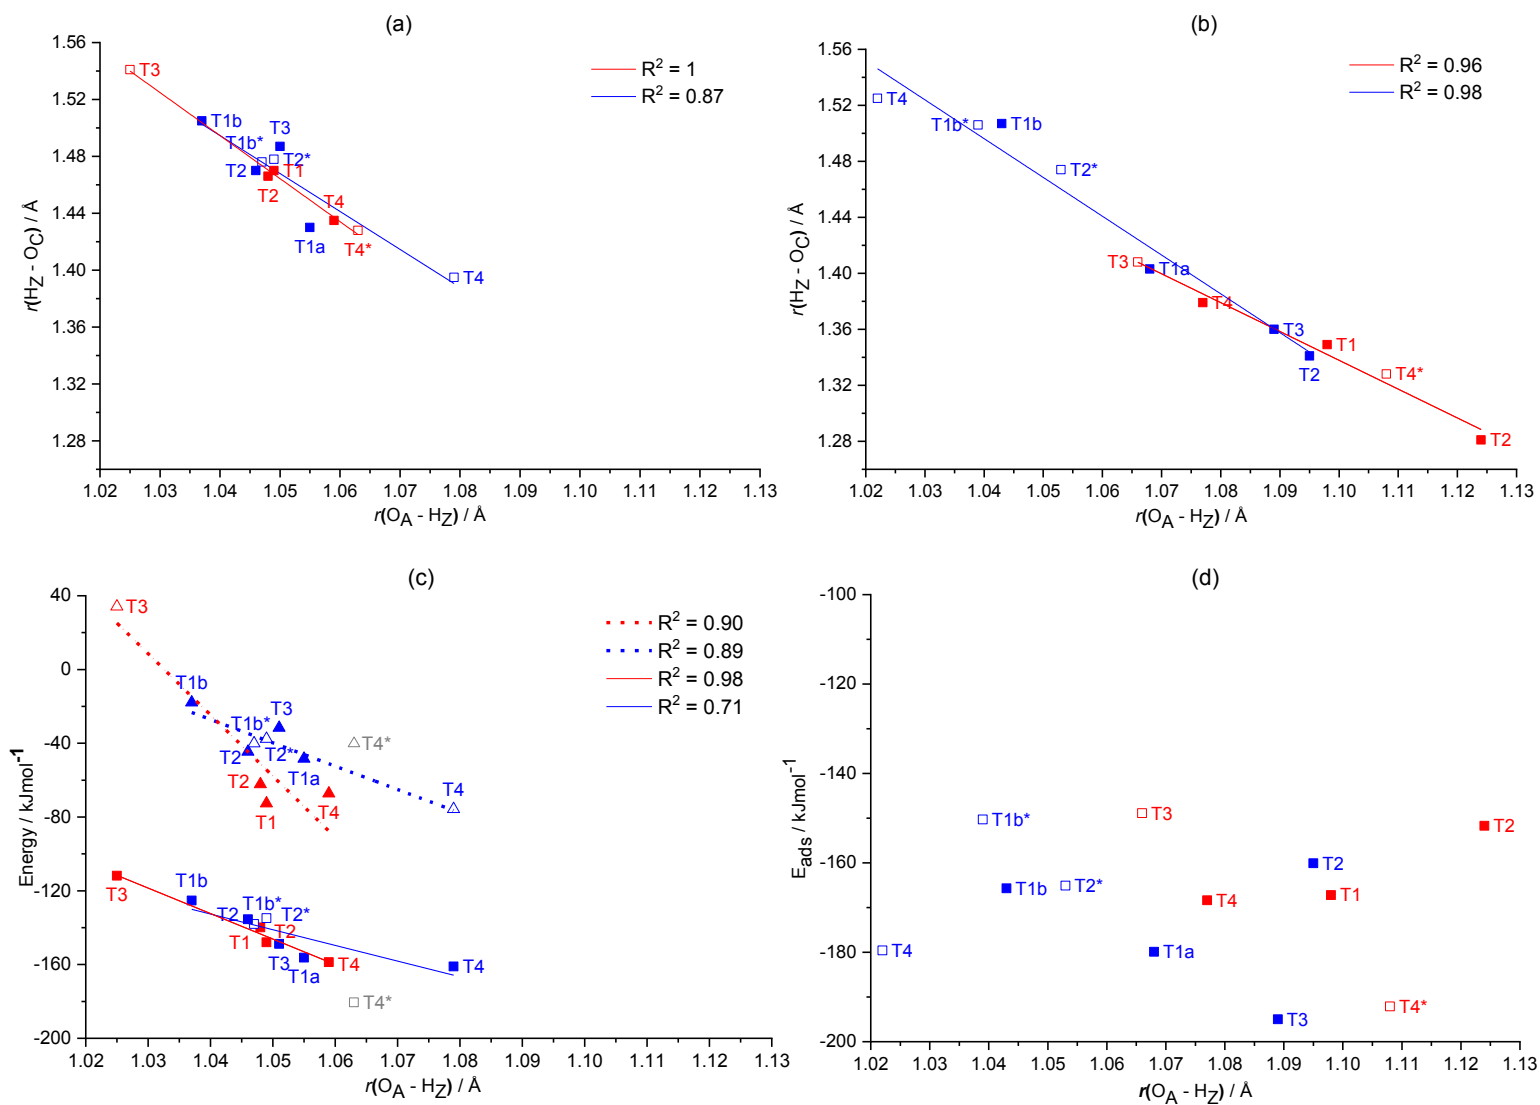 (a)
R² = 1
R² = 0.87
1.56
1.52
1.48
1.44
1.40
1.36
1.32
1.28
r(HZ - OC) / Å
T3
T1b
T3
T1b*
T2*
T2
T1
T2
T4
T1a
T4*
T4
1.02 1.03 1.04 1.05 1.06 1.07 1.08 1.09 1.10 1.11 1.12 1.13
r(OA - HZ) / Å
(b)
R² = 0.96
R² = 0.98
1.56
1.52
1.48
1.44
1.40
1.36
1.32
1.28
r(HZ - OC) / Å
T4
T1b*
T1b
T2*
T3
T1a
T4
T3
T1
T2
T4*
T2
1.02 1.03 1.04 1.05 1.06 1.07 1.08 1.09 1.10 1.11 1.12 1.13
r(OA - HZ) / Å
(c)
R² = 0.90
R² = 0.89
R² = 0.98
R² = 0.71
40
0
-40
-80
-120
-160
-200
Energy / kJmol⁻¹
T3
T1b
T3
T1b*
T2
T2*
T4*
T2
T1a
T4
T1
T4
T3
T1b
T1b*
T2
T2*
T1
T2
T3
T1a
T4
T4
T4*
1.02 1.03 1.04 1.05 1.06 1.07 1.08 1.09 1.10 1.11 1.12 1.13
r(OA - HZ) / Å
(d)
-100
-120
-140
-160
-180
-200
Eads / kJmol⁻¹
T1b*
T3
T2
T2
T1b
T2*
T4
T1
T4
T1a
T3
T4*
1.02 1.03 1.04 1.05 1.06 1.07 1.08 1.09 1.10 1.11 1.12 1.13
r(OA - HZ) / Å